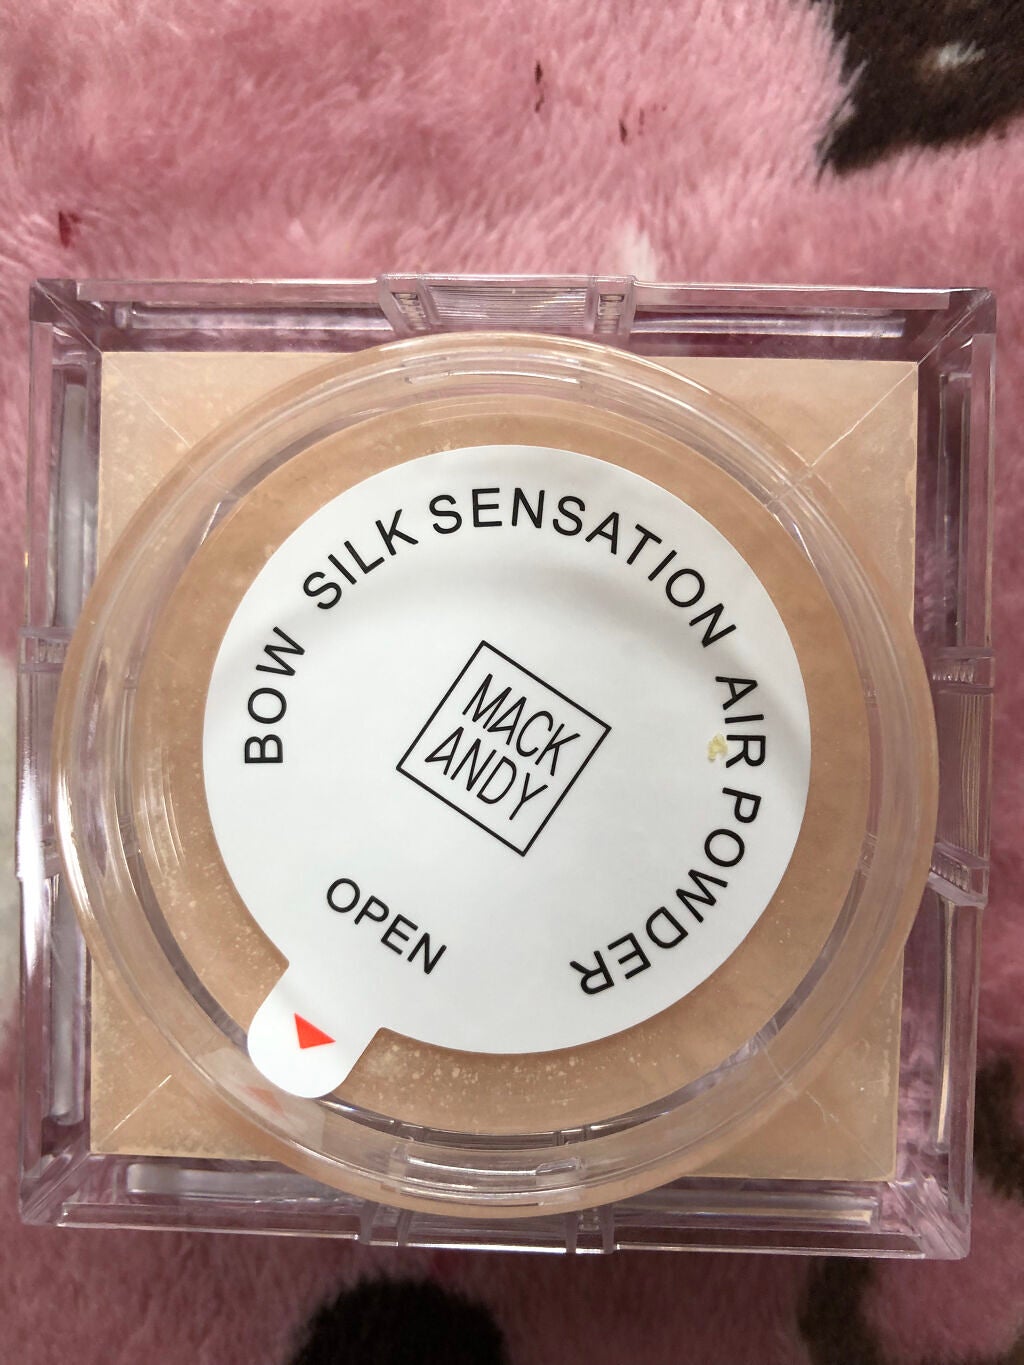 BOW SILK SENSATION AIR POWDER
MACK
ANDY
OPEN